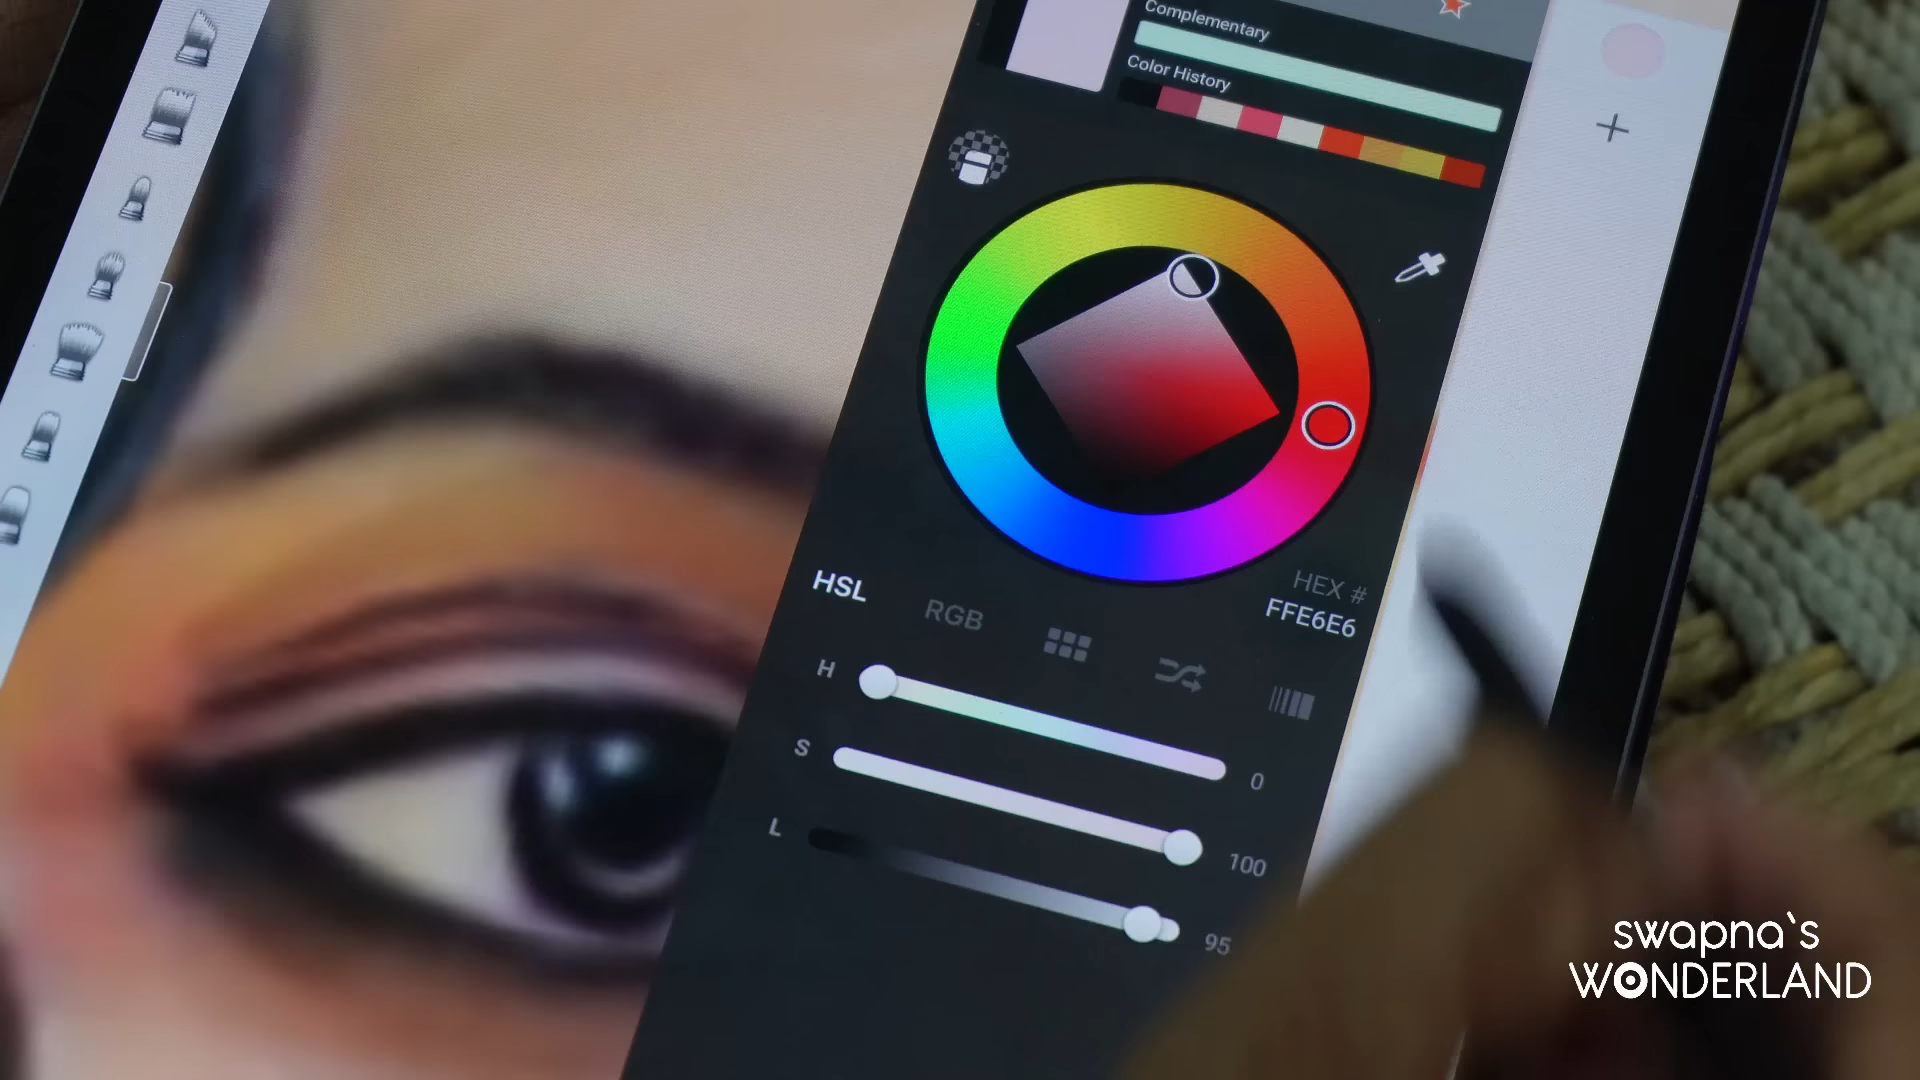 Complementary
Color History
HEX #
FFE6E6
HSL
RGB
H
0
S
100
L
95
swapna`s
WONDERLAND